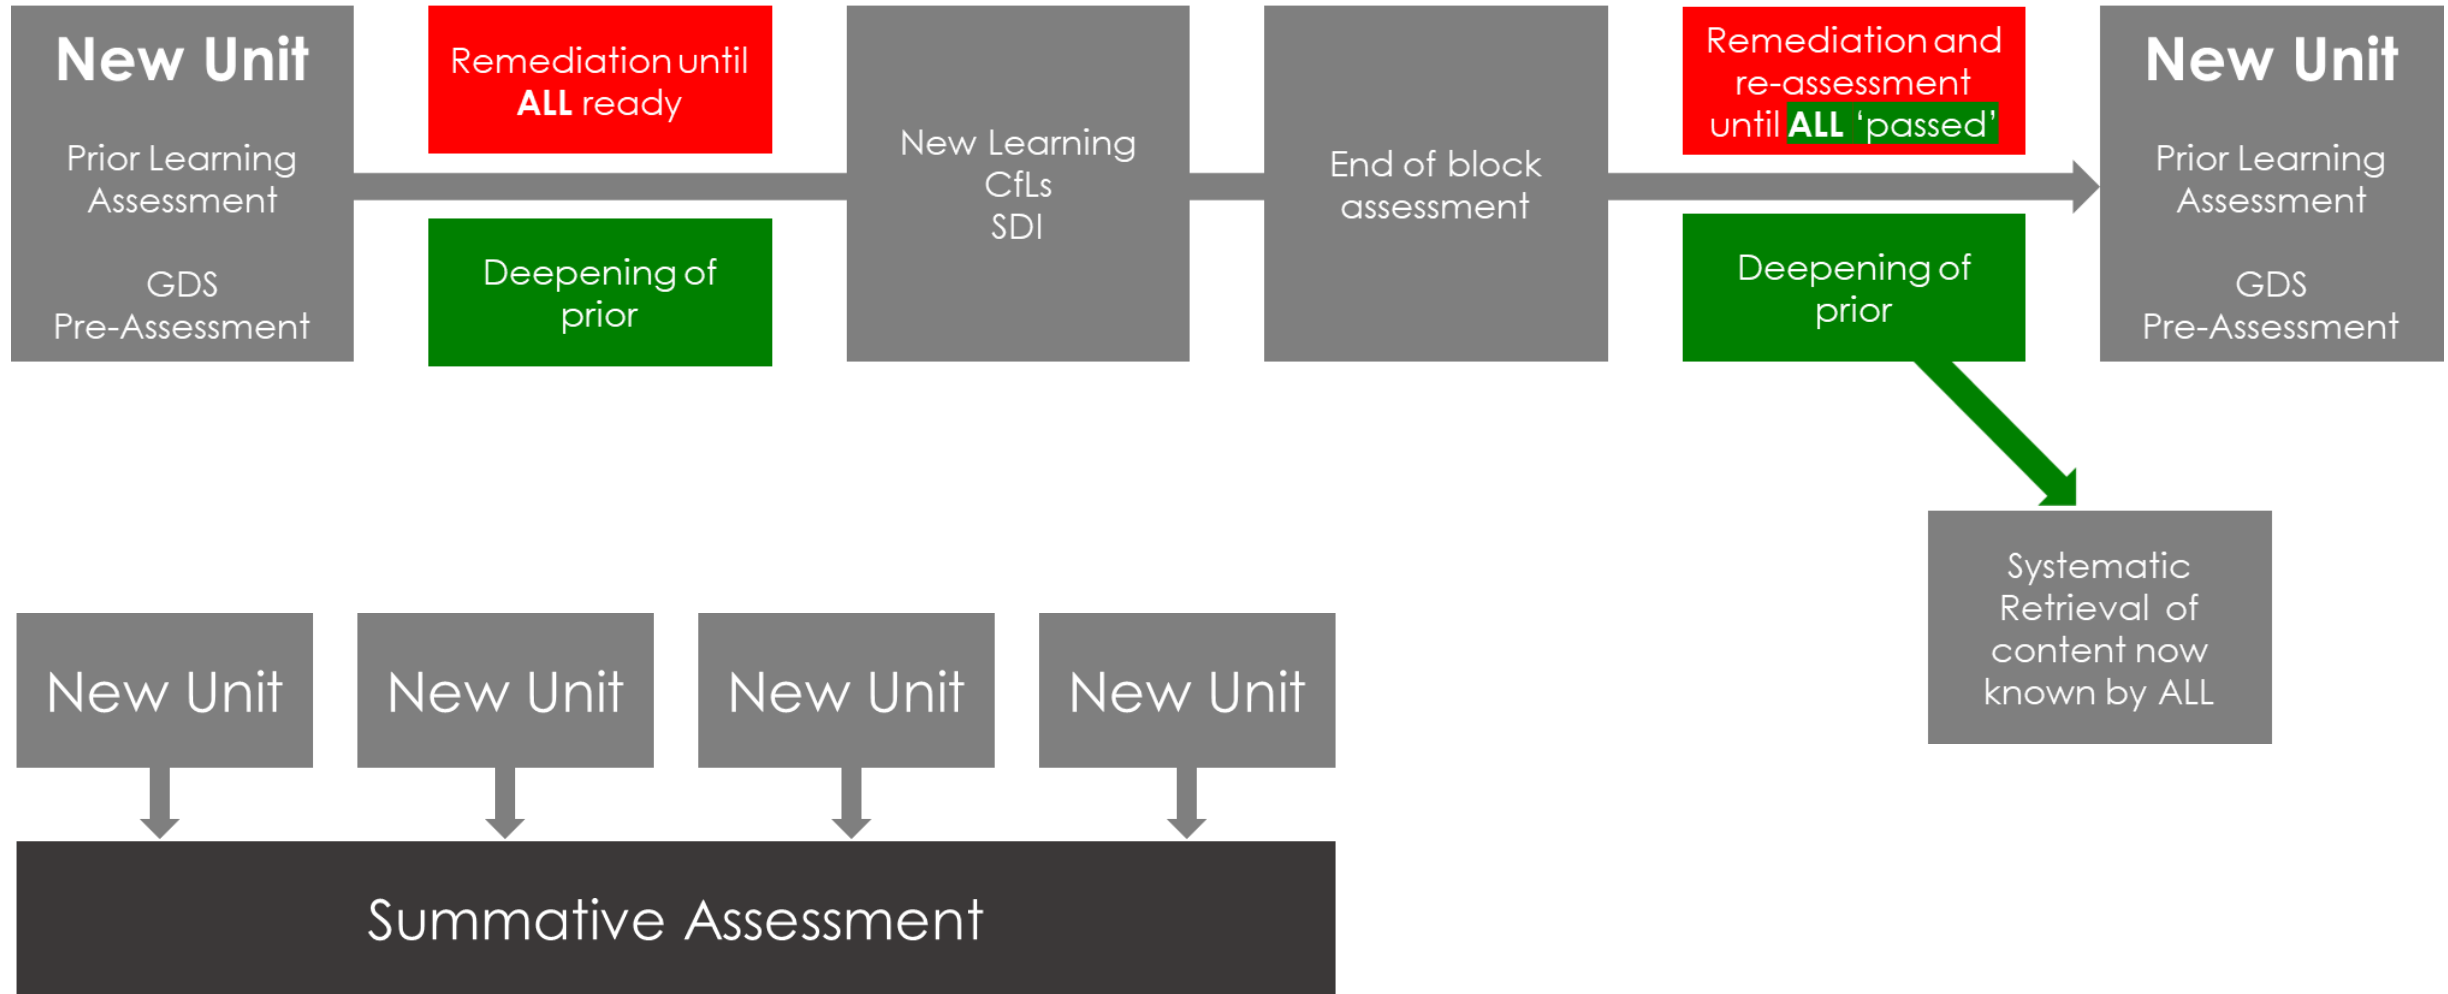 New Unit
Prior Learning
Assessment
GDS
Pre-Assessment
Remediation until
ALL ready
Deepening of
prior
New Learning
CfLs
SDI
End of block
assessment
Remediation and
re-assessment
until ALL ‘passed’
Deepening of
prior
New Unit
Prior Learning
Assessment
GDS
Pre-Assessment
Systematic
Retrieval of
content now
known by ALL
New Unit
New Unit
New Unit
New Unit
Summative Assessment